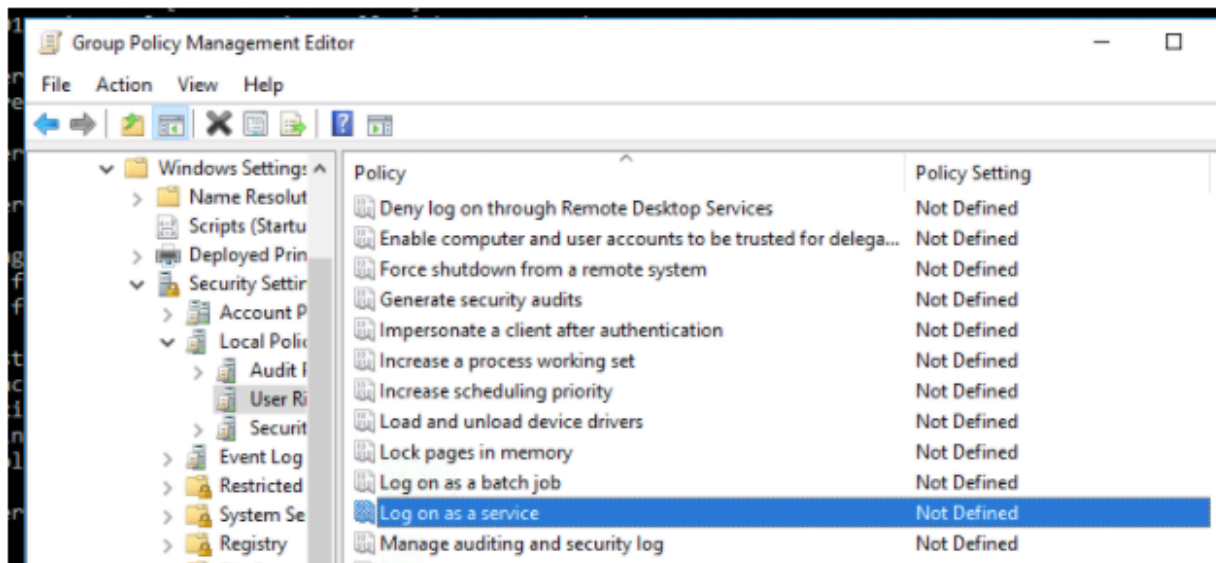 Group Policy Management Editor
File Action View Help
Windows Settings
Name Resolut
Scripts (Startu
Deployed Prin
Security Settin
Account P
Local Polic
Audit P
User Ri
Securit
Event Log
Restricted
System Se
Registry
Policy Policy Setting
Deny log on through Remote Desktop Services Not Defined
Enable computer and user accounts to be trusted for delega... Not Defined
Force shutdown from a remote system Not Defined
Generate security audits Not Defined
Impersonate a client after authentication Not Defined
Increase a process working set Not Defined
Increase scheduling priority Not Defined
Load and unload device drivers Not Defined
Lock pages in memory Not Defined
Log on as a batch job Not Defined
Log on as a service Not Defined
Manage auditing and security log Not Defined